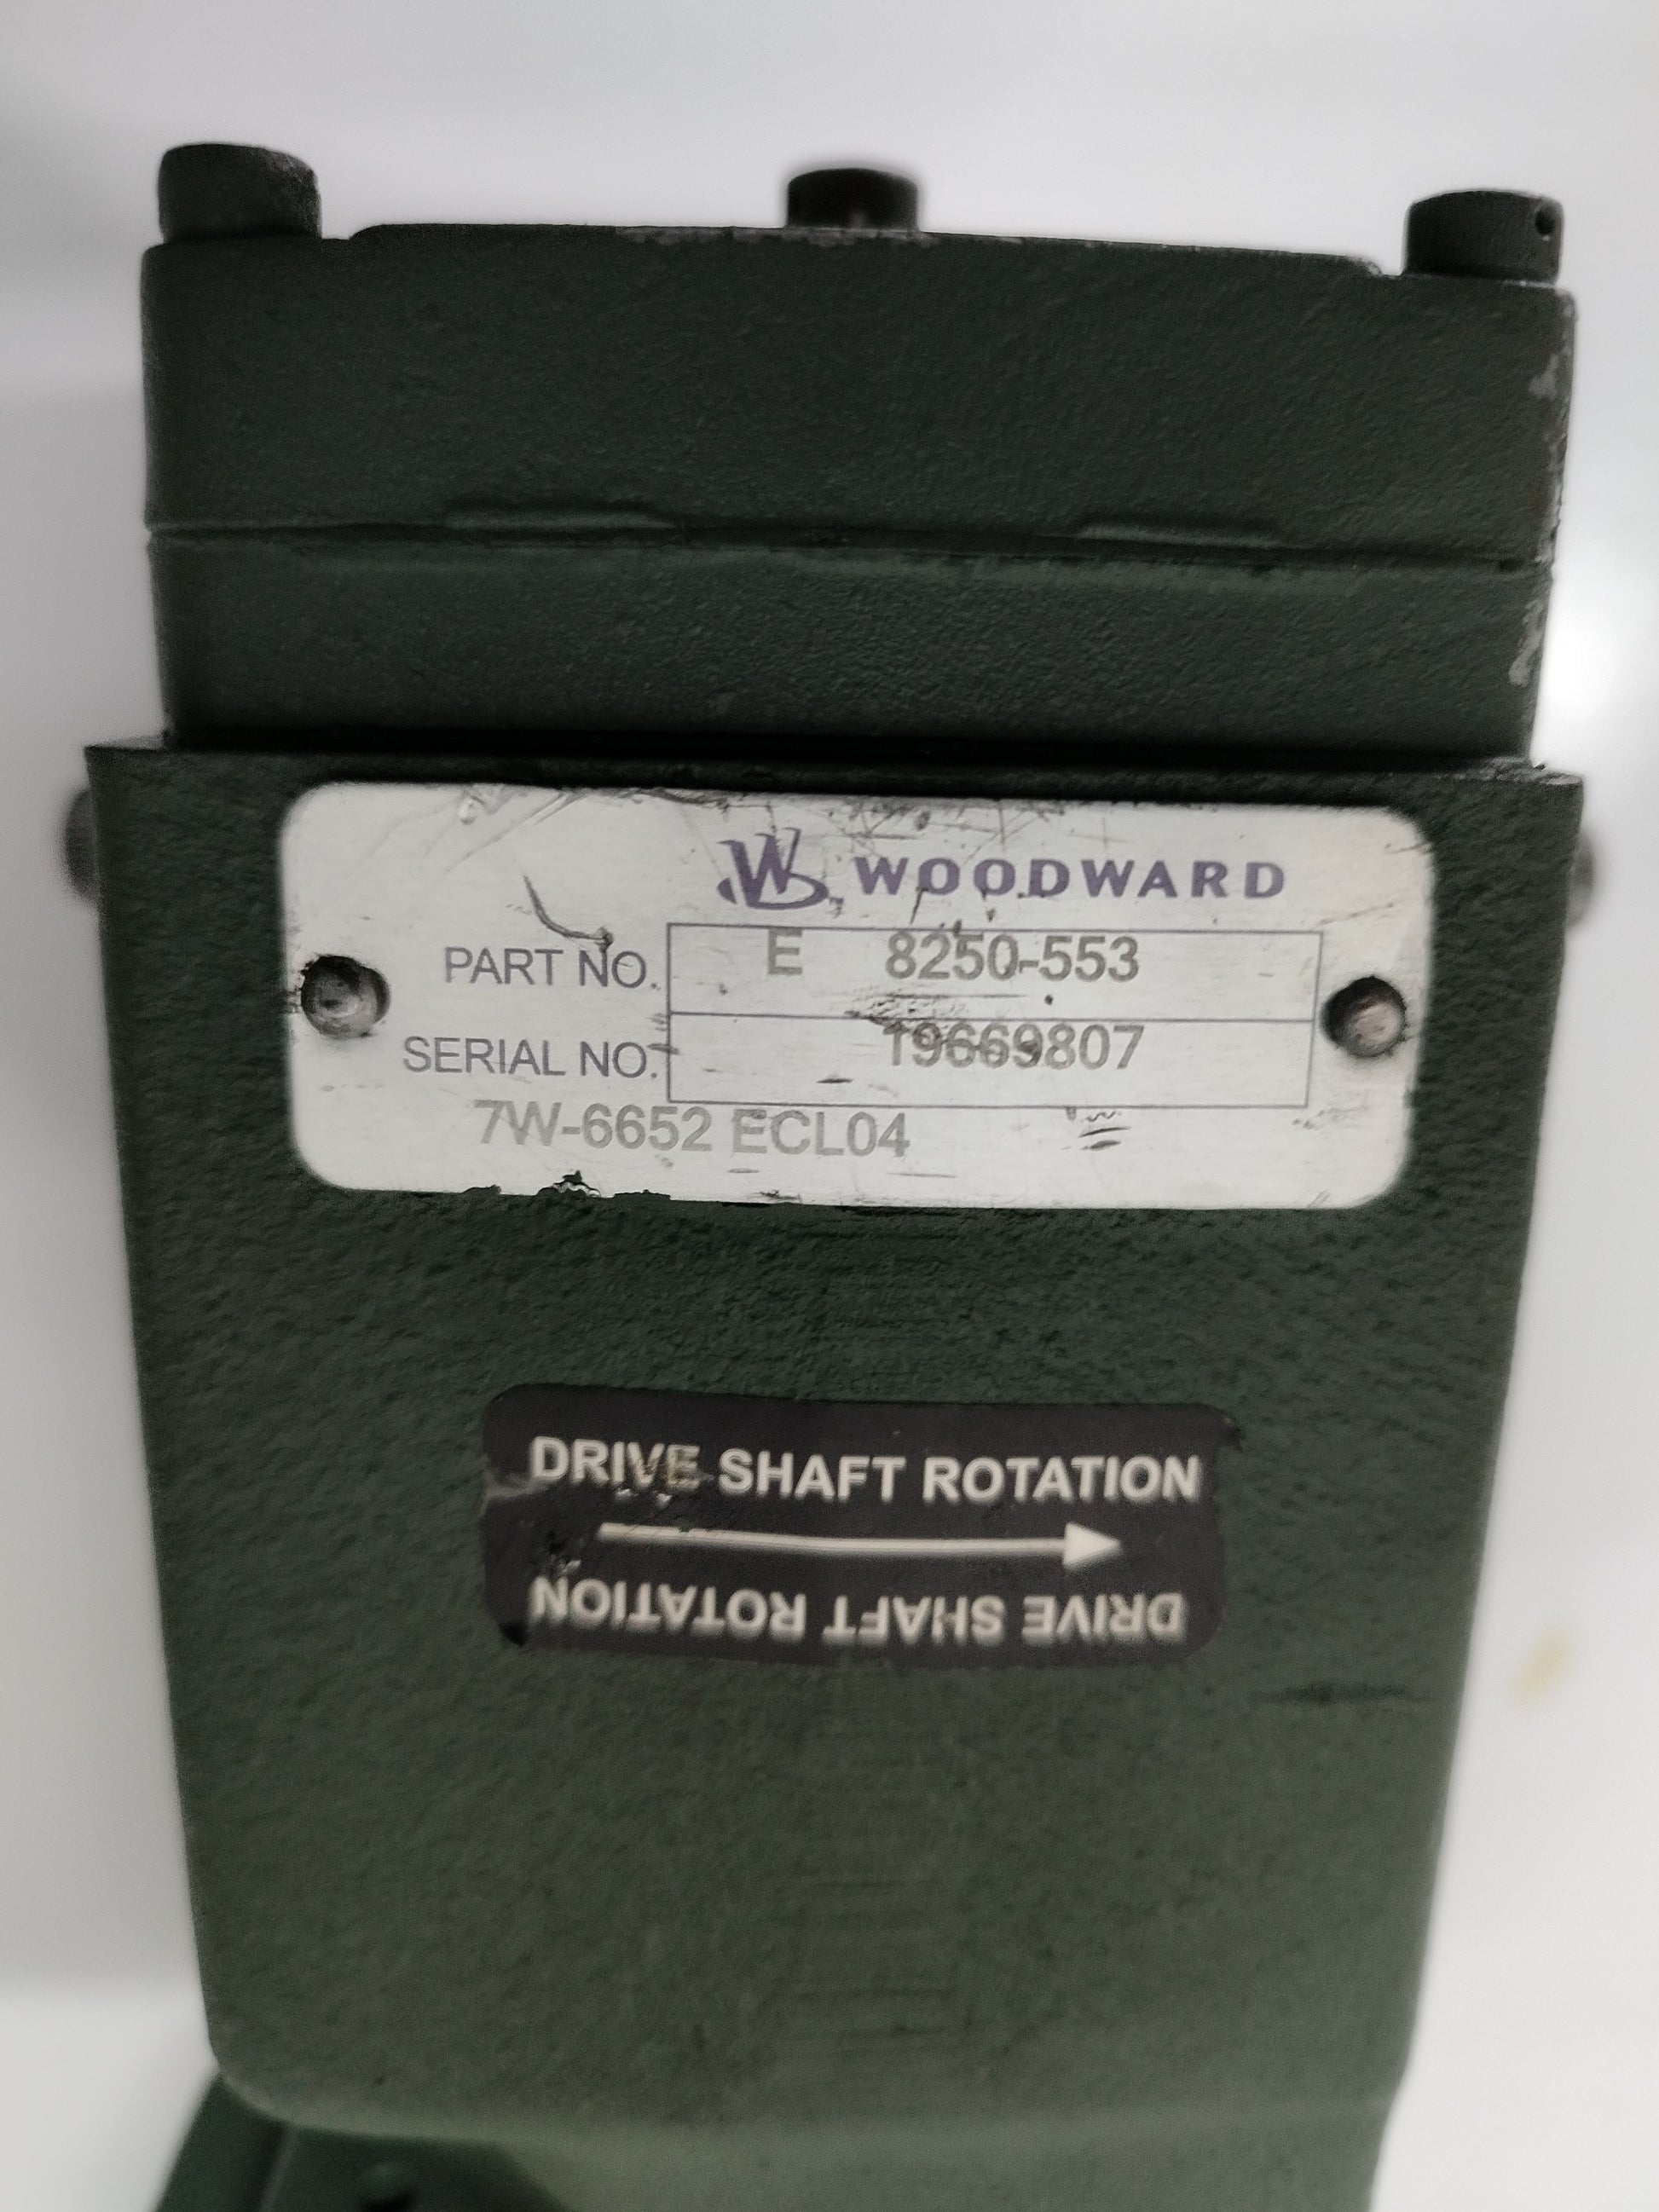 WOODWARD
PART NO. E 8250-553
SERIAL NO. 19669807
7W-6652 ECL04
DRIVE SHAFT ROTATION
DRIVE SHAFT ROTATION